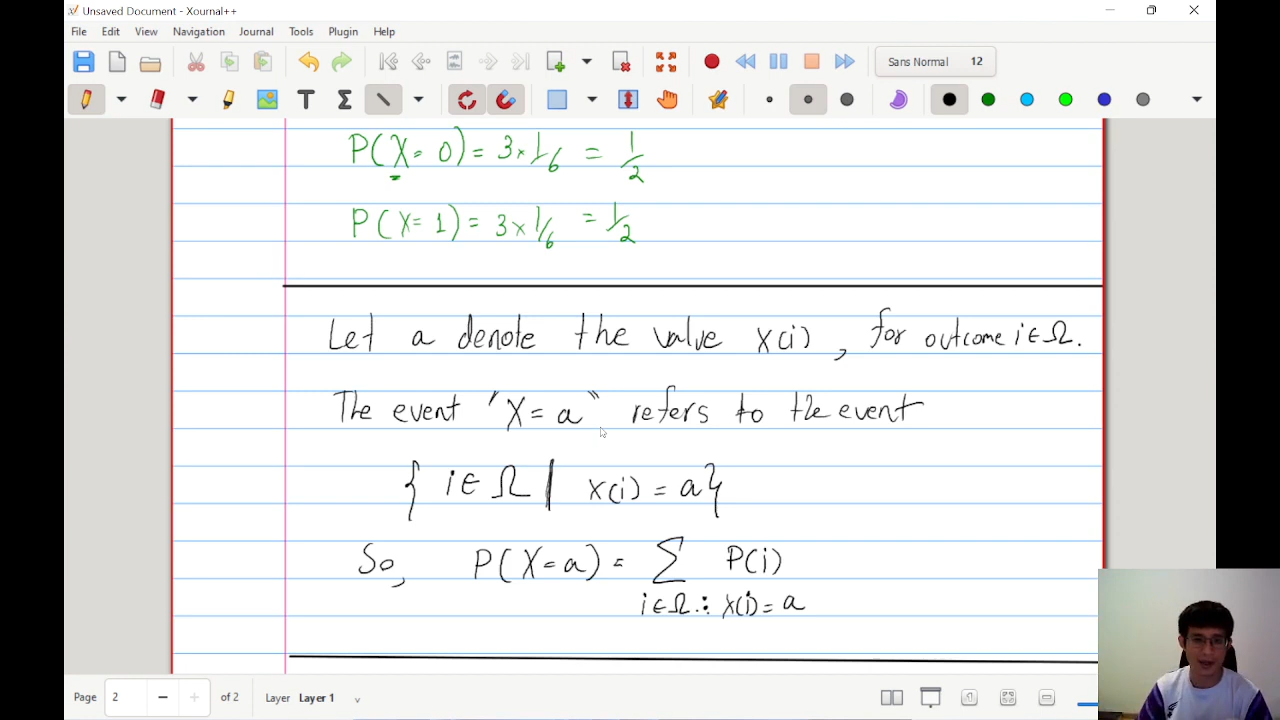 Unsaved Document - Xournal++
File Edit View Navigation Journal Tools Plugin Help
Sans Normal 12
P(X = 0) = 3 × 1/6 = 1/2
P(X = 1) = 3 × 1/6 = 1/2
Let a denote the value X(i), for outcome i ∈ Ω.
The event "X = a" refers to the event
{ i ∈ Ω | X(i) = a }
So, P(X = a) = Σ P(i)
i ∈ Ω : X(i) = a
Page 2 of 2 Layer Layer 1